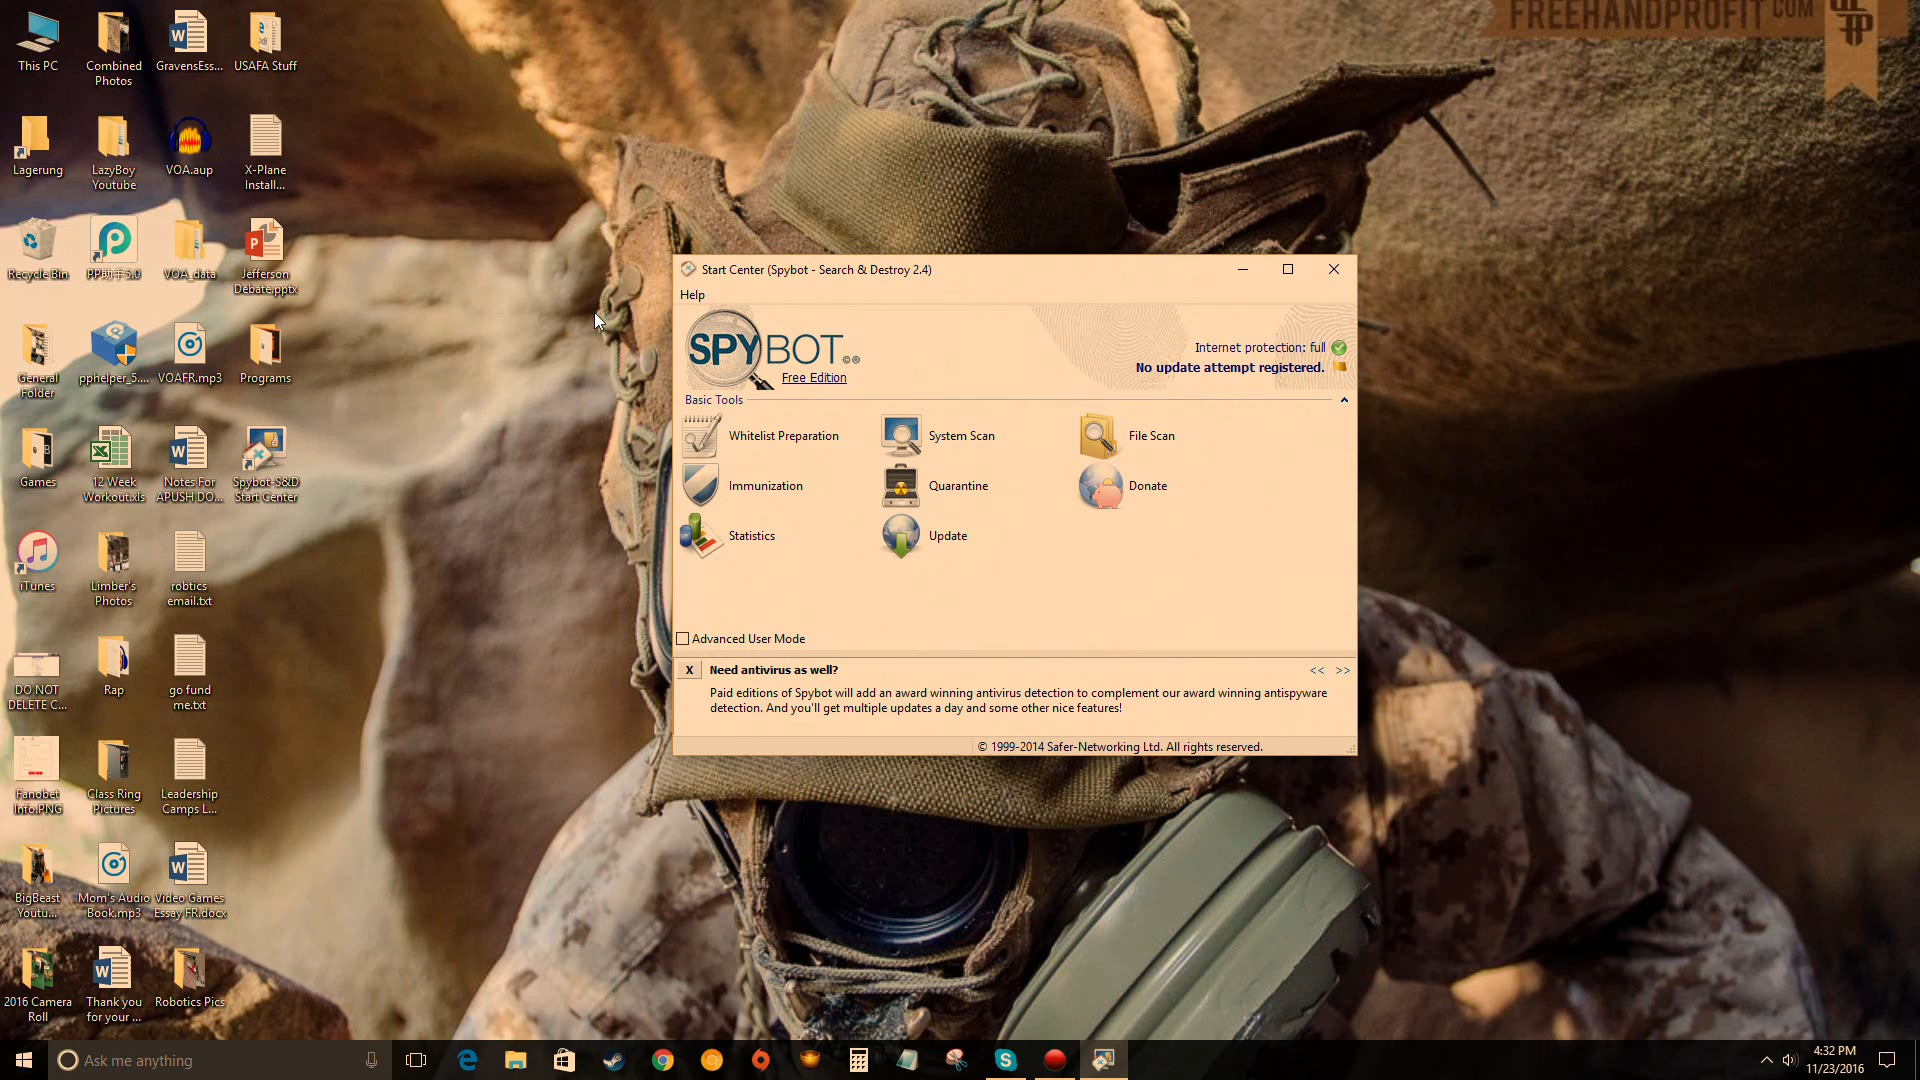 FREEHANDPROFIT.COM
This PC
Combined
Photos
GravensEss...
USAFA Stuff
Lagerung
LazyBoy
Youtube
VOA.aup
X-Plane
Install...
Recycle Bin
PP助手5.0
VOA_data
Jefferson
Debate.pptx
General
Folder
pphelper_5....
VOAFR.mp3
Programs
Games
12 Week
Workout.xls
Notes For
APUSH DO...
Spybot-S&D
Start Center
iTunes
Limber's
Photos
robtics
email.txt
DO NOT
DELETE C...
Rap
go fund
me.txt
Fanobet
Info.PNG
Class Ring
Pictures
Leadership
Camps L...
BigBeast
Youtu...
Mom's Audio
Book.mp3
Video Games
Essay FR.docx
2016 Camera
Roll
Thank you
for your ...
Robotics Pics
Start Center (Spybot - Search & Destroy 2.4)
Help
SPYBOT
Free Edition
Internet protection: full
No update attempt registered.
Basic Tools
Whitelist Preparation
System Scan
File Scan
Immunization
Quarantine
Donate
Statistics
Update
Advanced User Mode
X
Need antivirus as well?
<< >>
Paid editions of Spybot will add an award winning antivirus detection to complement our award winning antispyware
detection. And you'll get multiple updates a day and some other nice features!
© 1999-2014 Safer-Networking Ltd. All rights reserved.
Ask me anything
4:32 PM
11/23/2016